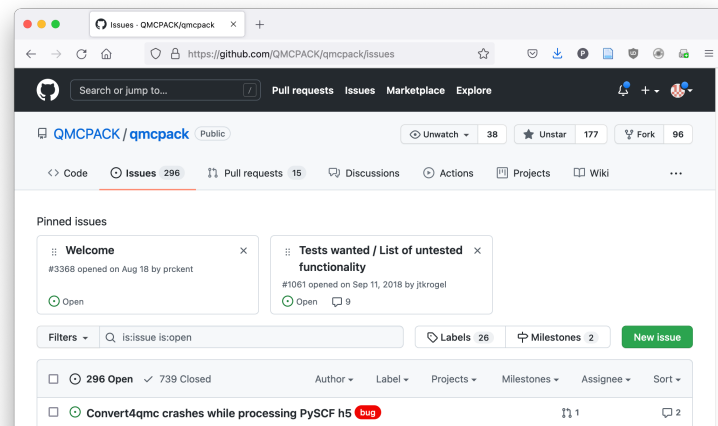 Issues · QMCPACK/qmcpack
https://github.com/QMCPACK/qmcpack/issues
Search or jump to... / Pull requests Issues Marketplace Explore
QMCPACK / qmcpack Public Unwatch 38 Unstar 177 Fork 96
Code Issues 296 Pull requests 15 Discussions Actions Projects Wiki ...
Pinned issues
Welcome
#3368 opened on Aug 18 by prckent
Open
Tests wanted / List of untested
functionality
#1061 opened on Sep 11, 2018 by jtkrogel
Open 9
Filters is:issue is:open Labels 26 Milestones 2 New issue
296 Open 739 Closed Author Label Projects Milestones Assignee Sort
Convert4qmc crashes while processing PySCF h5 bug 1 2